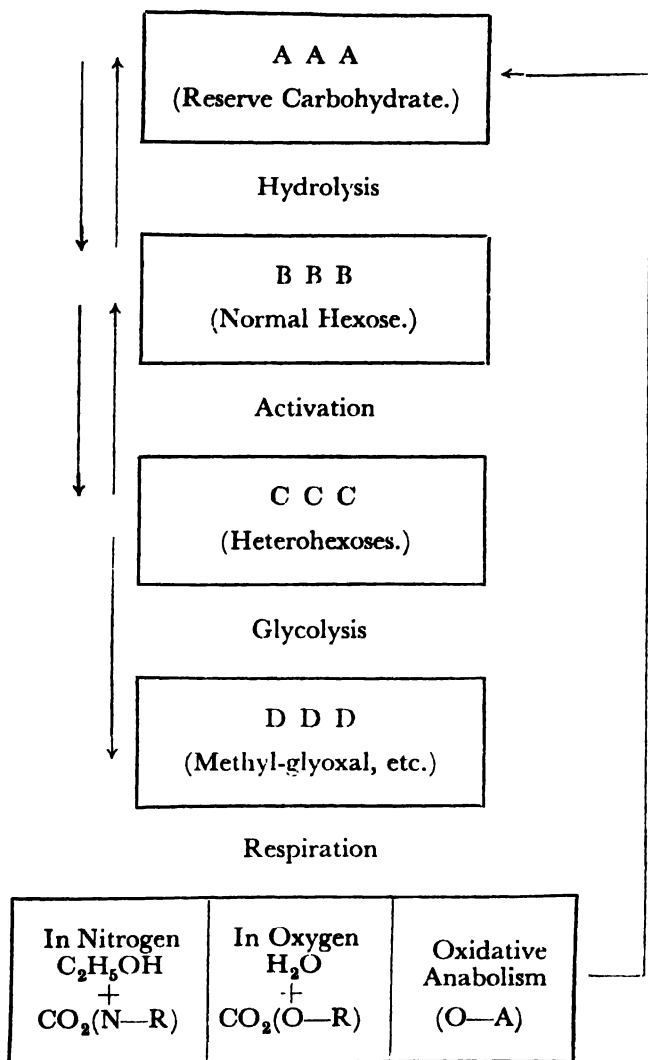 A A A
(Reserve Carbohydrate.)
Hydrolysis
B B B
(Normal Hexose.)
Activation
C C C
(Heterohexoses.)
Glycolysis
D D D
(Methyl-glyoxal, etc.)
Respiration
In Nitrogen
C₂H₅OH
+
CO₂(N—R)
In Oxygen
H₂O
+
CO₂(O—R)
Oxidative
Anabolism
(O—A)